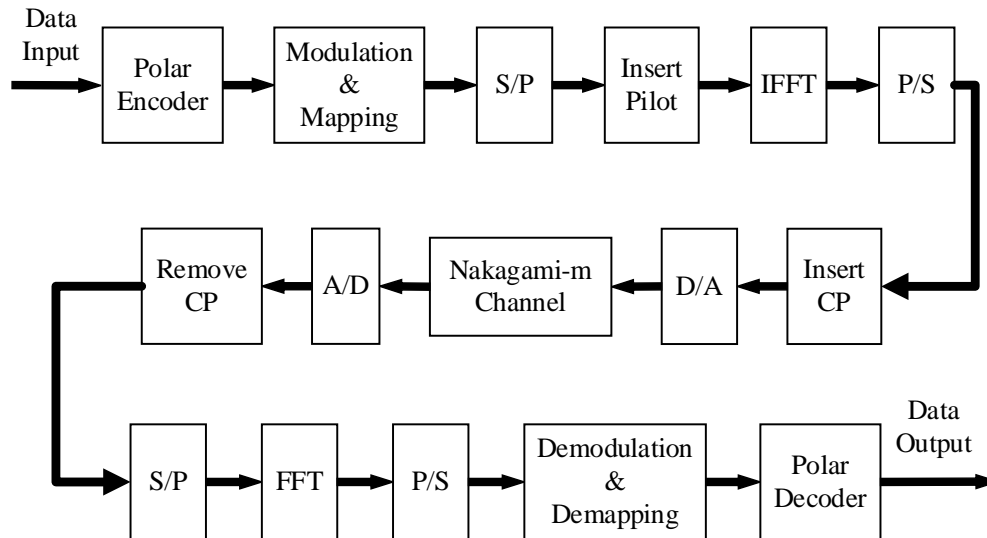 Data
Input
Polar
Encoder
Modulation
&
Mapping
S/P
Insert
Pilot
IFFT
P/S
Remove
CP
A/D
Nakagami-m
Channel
D/A
Insert
CP
S/P
FFT
P/S
Demodulation
&
Demapping
Polar
Decoder
Data
Output